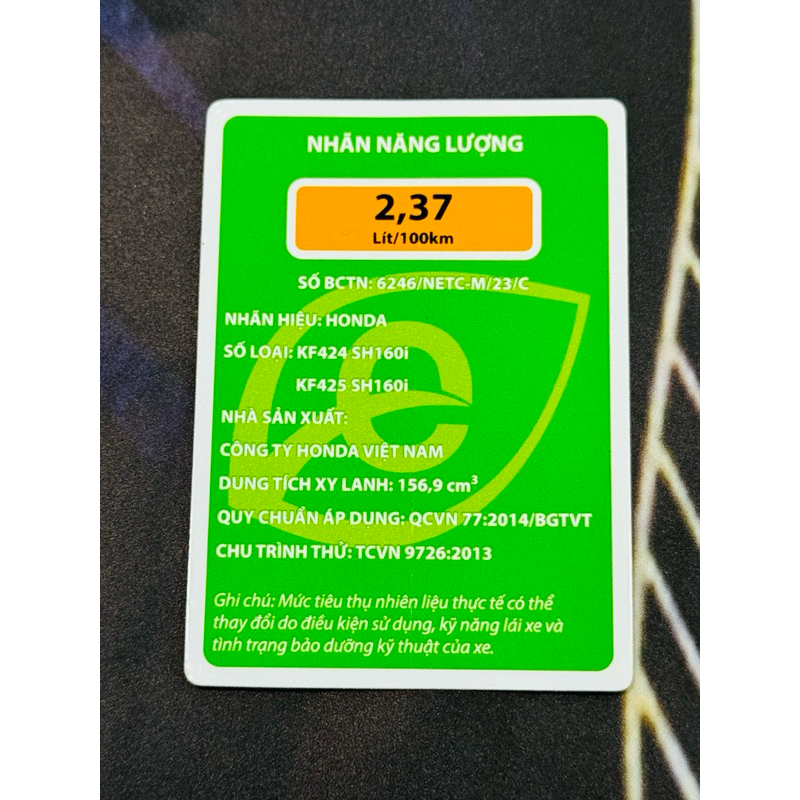 NHÃN NĂNG LƯỢNG
2,37
Lít/100km
SỐ BCTN: 6246/NETC-M/23/C
NHÃN HIỆU: HONDA
SỐ LOẠI: KF424 SH160i
KF425 SH160i
NHÀ SẢN XUẤT:
CÔNG TY HONDA VIỆT NAM
DUNG TÍCH XY LANH: 156,9 cm³
QUY CHUẨN ÁP DỤNG: QCVN 77:2014/BGTVT
CHU TRÌNH THỬ: TCVN 9726:2013
Ghi chú: Mức tiêu thụ nhiên liệu thực tế có thể
thay đổi do điều kiện sử dụng, kỹ năng lái xe và
tình trạng bảo dưỡng kỹ thuật của xe.